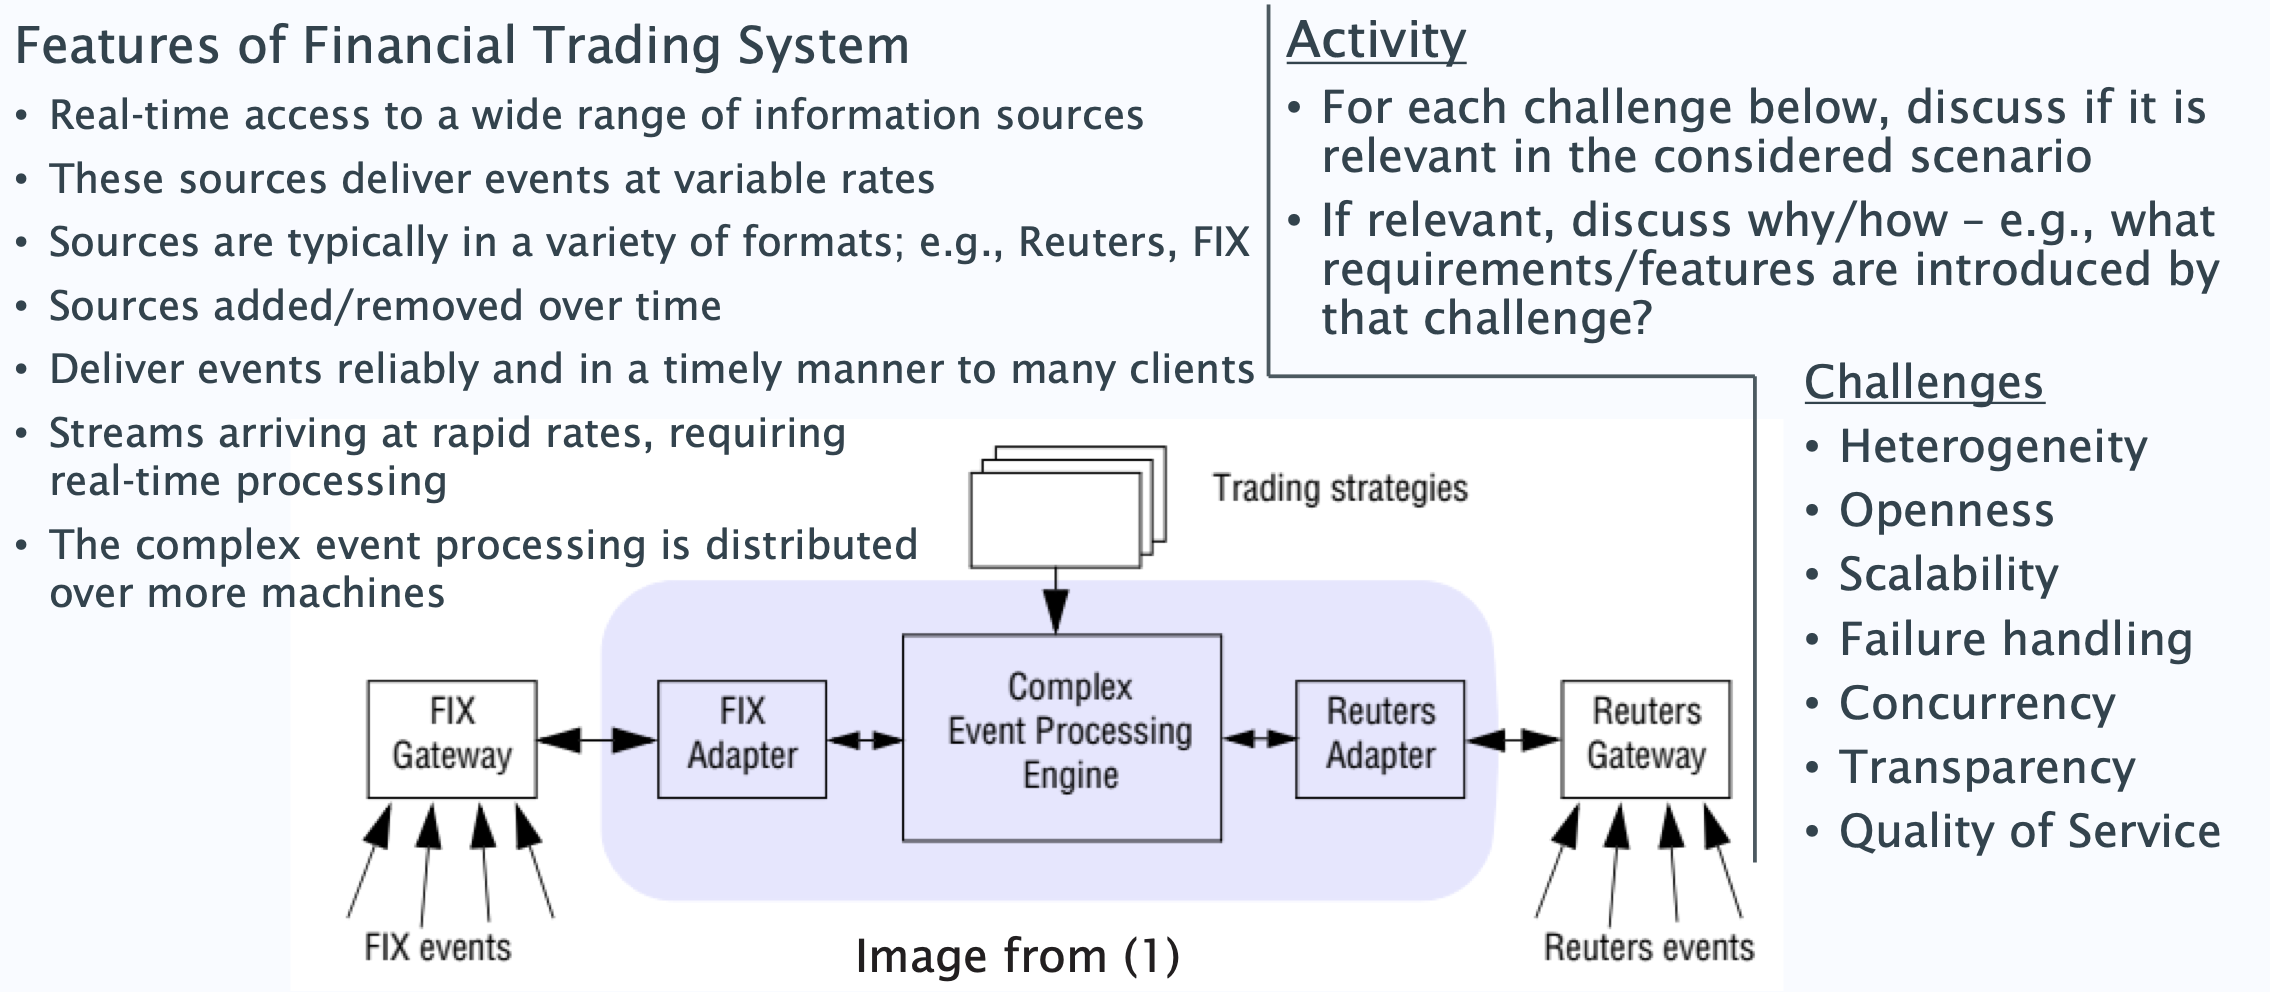 Features of Financial Trading System
• Real-time access to a wide range of information sources
• These sources deliver events at variable rates
• Sources are typically in a variety of formats; e.g., Reuters, FIX
• Sources added/removed over time
• Deliver events reliably and in a timely manner to many clients
• Streams arriving at rapid rates, requiring
real-time processing
• The complex event processing is distributed
over more machines
Activity
• For each challenge below, discuss if it is
relevant in the considered scenario
• If relevant, discuss why/how – e.g., what
requirements/features are introduced by
that challenge?
Challenges
• Heterogeneity
• Openness
• Scalability
• Failure handling
• Concurrency
• Transparency
• Quality of Service
Trading strategies
FIX
Gateway
FIX
Adapter
Complex
Event Processing
Engine
Reuters
Adapter
Reuters
Gateway
FIX events
Reuters events
Image from (1)